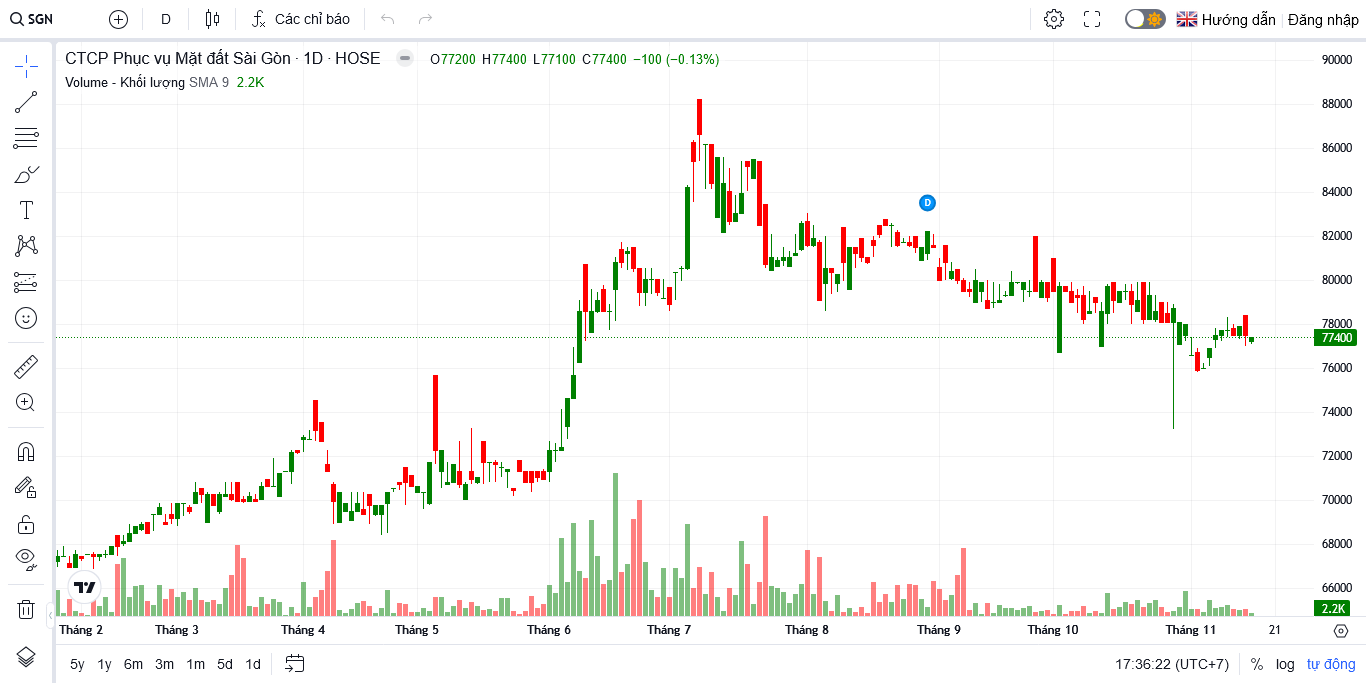 SGN D Các chỉ báo Hướng dẫn Đăng nhập
CTCP Phục vụ Mặt đất Sài Gòn · 1D · HOSE O77200 H77400 L77100 C77400 −100 (−0.13%)
Volume - Khối lượng SMA 9 2.2K
90000
88000
86000
84000
D
82000
80000
78000
77400
76000
74000
72000
70000
68000
66000
2.2K
Tháng 2 Tháng 3 Tháng 4 Tháng 5 Tháng 6 Tháng 7 Tháng 8 Tháng 9 Tháng 10 Tháng 11 21
5y 1y 6m 3m 1m 5d 1d 17:36:22 (UTC+7) % log tự động